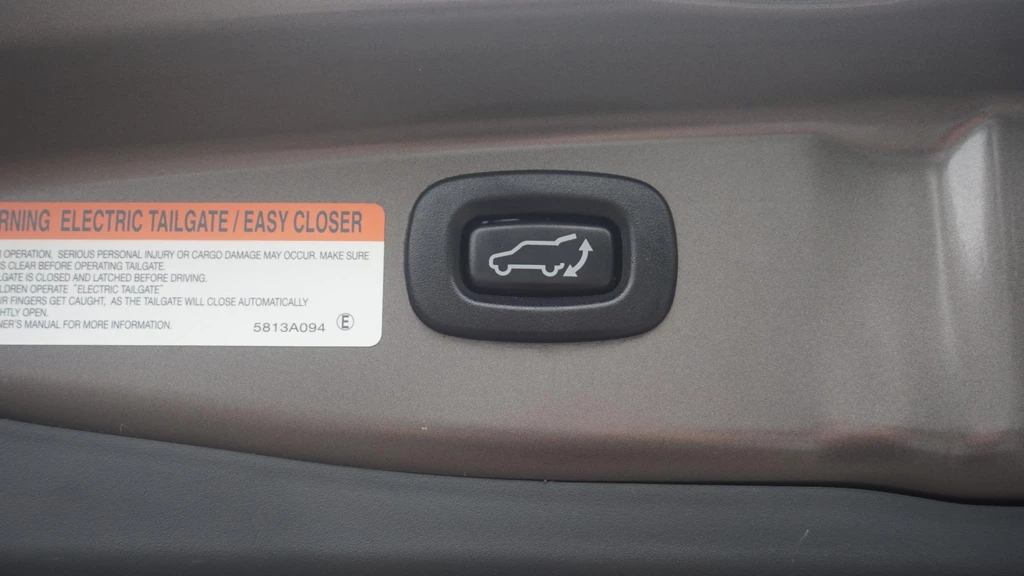 RNING ELECTRIC TAILGATE / EASY CLOSER
OPERATION, SERIOUS PERSONAL INJURY OR CARGO DAMAGE MAY OCCUR. MAKE SURE
S CLEAR BEFORE OPERATING TAILGATE.
LGATE IS CLOSED AND LATCHED BEFORE DRIVING.
LDREN OPERATE "ELECTRIC TAILGATE"
R FINGERS GET CAUGHT, AS THE TAILGATE WILL CLOSE AUTOMATICALLY
HTLY OPEN.
NER'S MANUAL FOR MORE INFORMATION.
5813A094 E